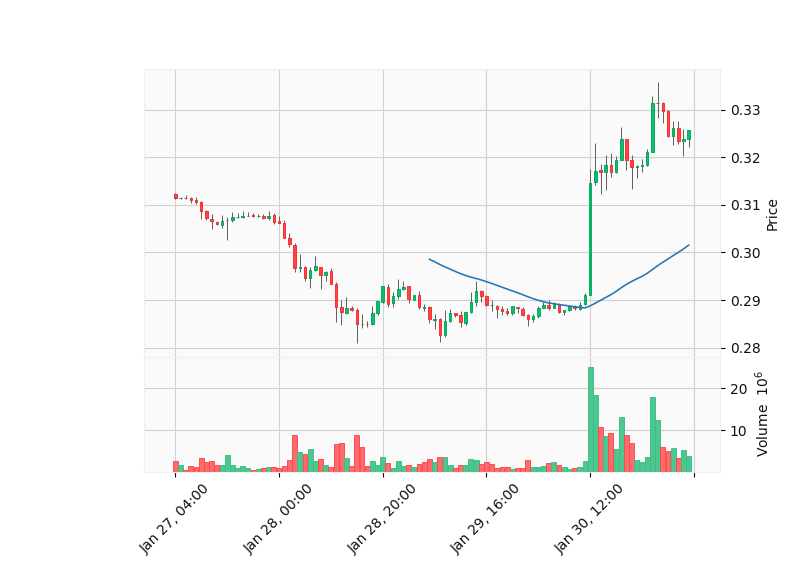 0.33
0.32
0.31
0.30
0.29
0.28
Price
20
10
Volume 10^6
Jan 27, 04:00
Jan 28, 00:00
Jan 28, 20:00
Jan 29, 16:00
Jan 30, 12:00